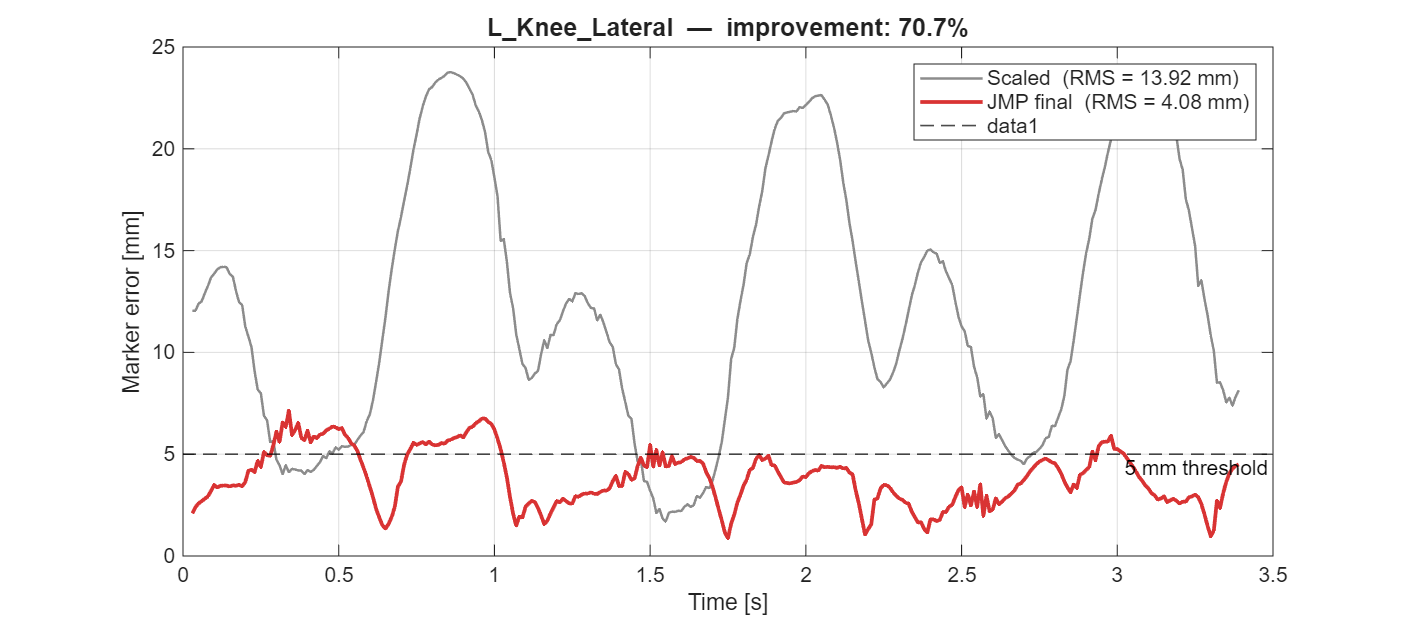 L_Knee_Lateral — improvement: 70.7%
25
20
15
10
5
0
Marker error [mm]
Scaled (RMS = 13.92 mm)
JMP final (RMS = 4.08 mm)
data1
5 mm threshold
0 0.5 1 1.5 2 2.5 3 3.5
Time [s]